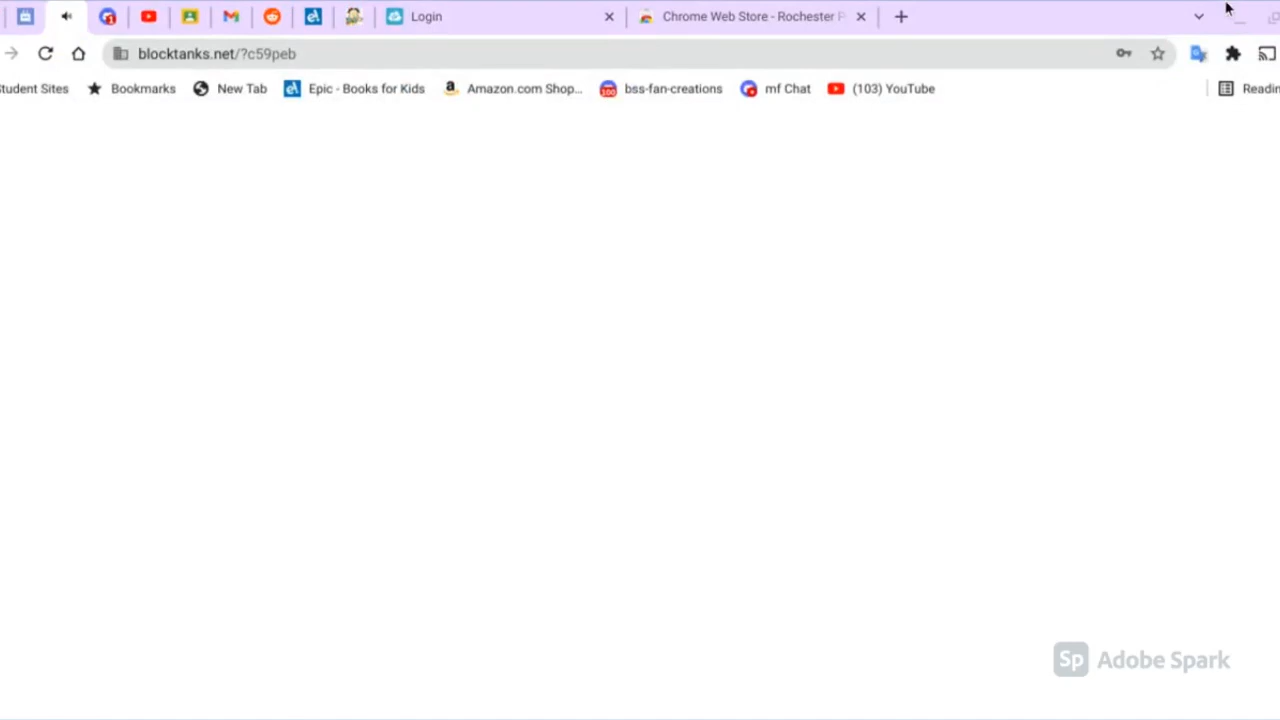 Login
Chrome Web Store - Rochester P
blocktanks.net/?c59peb
tudent Sites Bookmarks New Tab Epic - Books for Kids Amazon.com Shop... bss-fan-creations mf Chat (103) YouTube Readin
Sp Adobe Spark